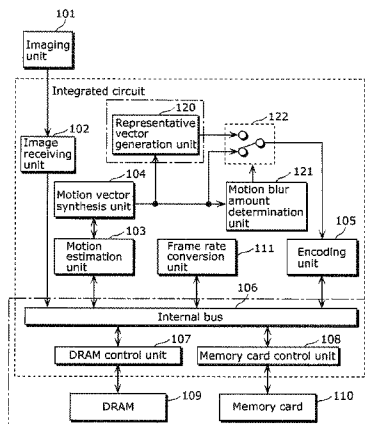 101
Imaging
unit
Integrated circuit
120
102
Image
receiving
unit
Representative
vector
generation unit
122
104
Motion vector
synthesis unit
121
Motion blur
amount
determination
unit
103
Motion estimation
unit
111
Frame rate
conversion
unit
105
Encoding
unit
106
Internal bus
107
DRAM control unit
108
Memory card control unit
109
DRAM
110
Memory card